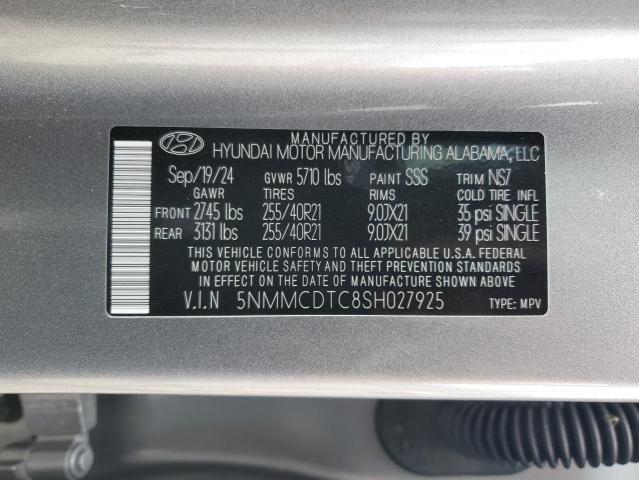 MANUFACTURED BY
HYUNDAI MOTOR MANUFACTURING ALABAMA, LLC
Sep/19/24 GVWR 5710 lbs PAINT SSS TRIM NS7
GAWR TIRES RIMS COLD TIRE INFL
FRONT 2745 lbs 255/40R21 9.0JX21 35 psi SINGLE
REAR 3131 lbs 255/40R21 9.0JX21 39 psi SINGLE
THIS VEHICLE CONFORMS TO ALL APPLICABLE U.S.A. FEDERAL
MOTOR VEHICLE SAFETY AND THEFT PREVENTION STANDARDS
IN EFFECT ON THE DATE OF MANUFACTURE SHOWN ABOVE.
V.I.N 5NMMCDTC8SH027925 TYPE: MPV